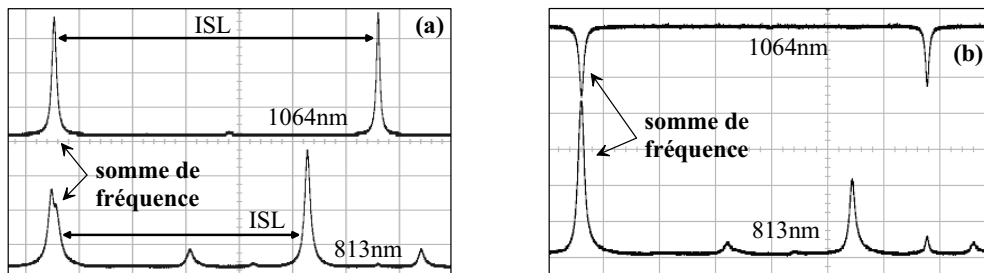 ISL
(a)
1064nm
somme de
fréquence
ISL
813nm
1064nm
(b)
somme de
fréquence
813nm